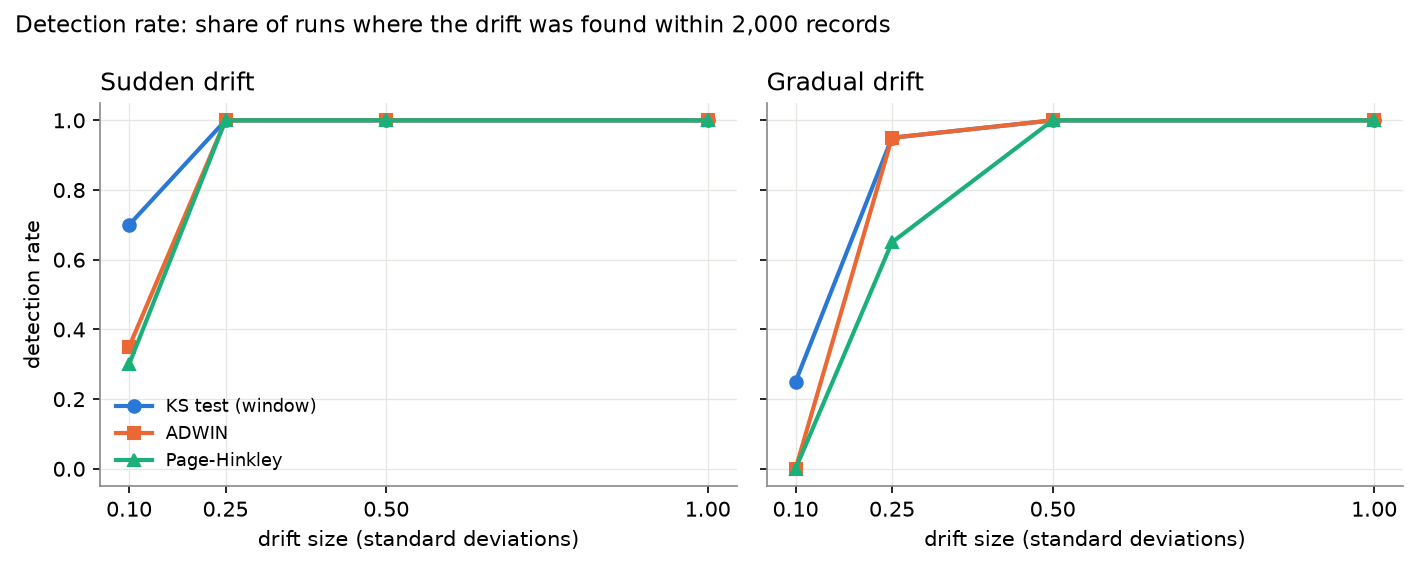 Detection rate: share of runs where the drift was found within 2,000 records
Sudden drift
1.0
0.8
0.6
0.4
0.2
0.0
detection rate
KS test (window)
ADWIN
Page-Hinkley
0.10 0.25 0.50 1.00
drift size (standard deviations)
Gradual drift
0.10 0.25 0.50 1.00
drift size (standard deviations)